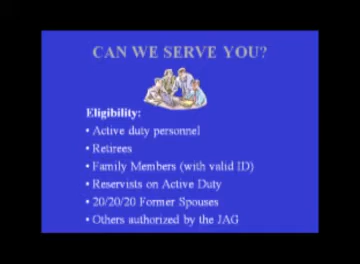 CAN WE SERVE YOU?
Eligibility:
• Active duty personnel
• Retirees
• Family Members (with valid ID)
• Reservists on Active Duty
• 20/20/20 Former Spouses
• Others authorized by the JAG